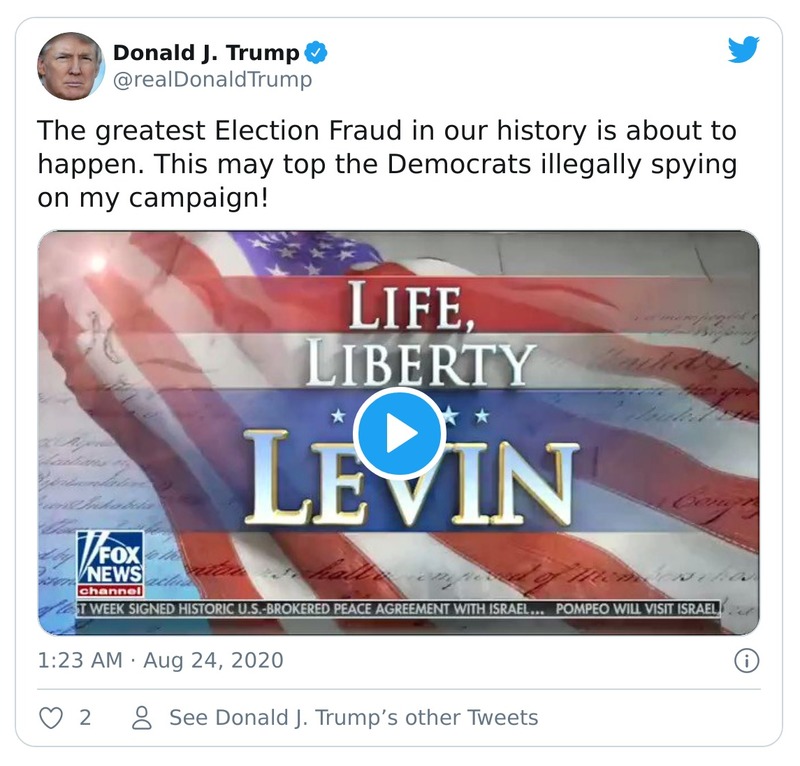 Donald J. Trump
@realDonaldTrump
The greatest Election Fraud in our history is about to
happen. This may top the Democrats illegally spying
on my campaign!
LIFE,
LIBERTY
LEVIN
FOX
NEWS
channel
T WEEK SIGNED HISTORIC U.S.-BROKERED PEACE AGREEMENT WITH ISRAEL... POMPEO WILL VISIT ISRAEL
1:23 AM · Aug 24, 2020
2
See Donald J. Trump’s other Tweets